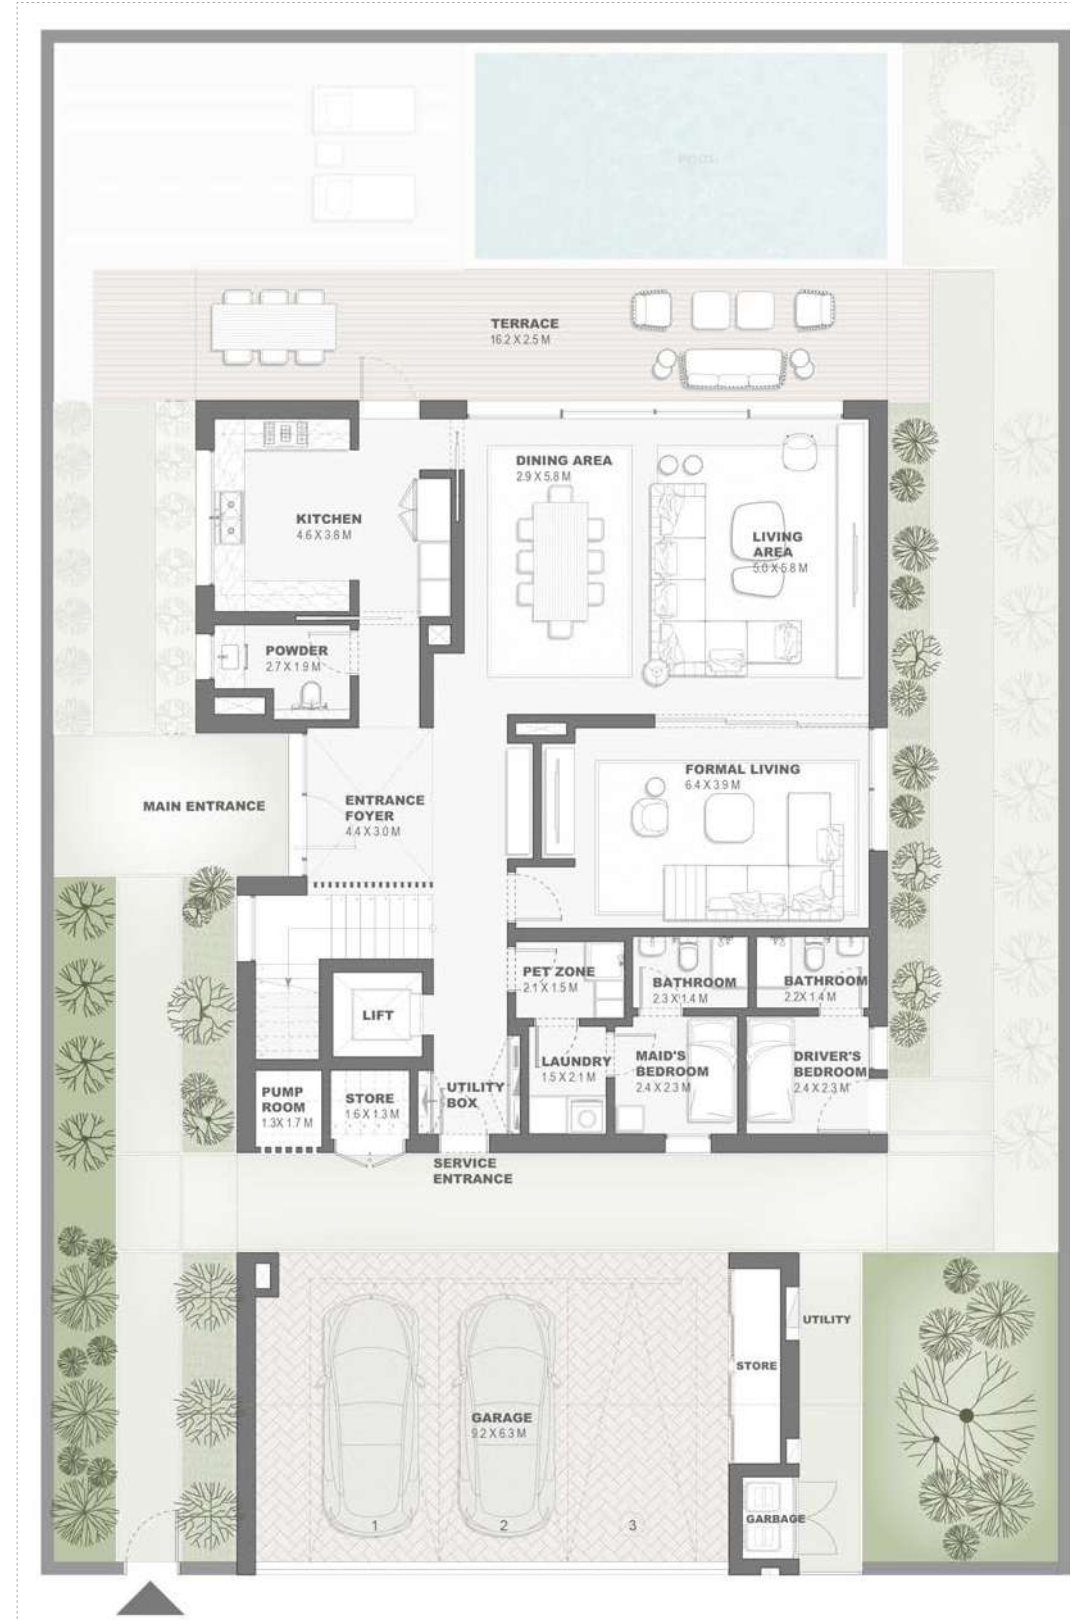 POOL
TERRACE
16.2 X 2.5 M
DINING AREA
2.9 X 5.8 M
KITCHEN
4.6 X 3.8 M
LIVING
AREA
5.0 X 5.8 M
POWDER
2.7 X 1.9 M
FORMAL LIVING
6.4 X 3.9 M
MAIN ENTRANCE
ENTRANCE
FOYER
4.4 X 3.0 M
PET ZONE
2.1 X 1.5 M
BATHROOM
2.3 X 1.4 M
BATHROOM
2.2 X 1.4 M
LIFT
LAUNDRY
1.5 X 2.1 M
MAID'S
BEDROOM
2.4 X 2.3 M
DRIVER'S
BEDROOM
2.4 X 2.3 M
PUMP
ROOM
1.3 X 1.7 M
STORE
1.6 X 1.3 M
UTILITY
BOX
SERVICE
ENTRANCE
UTILITY
STORE
GARAGE
9.2 X 6.3 M
1
2
3
GARBAGE